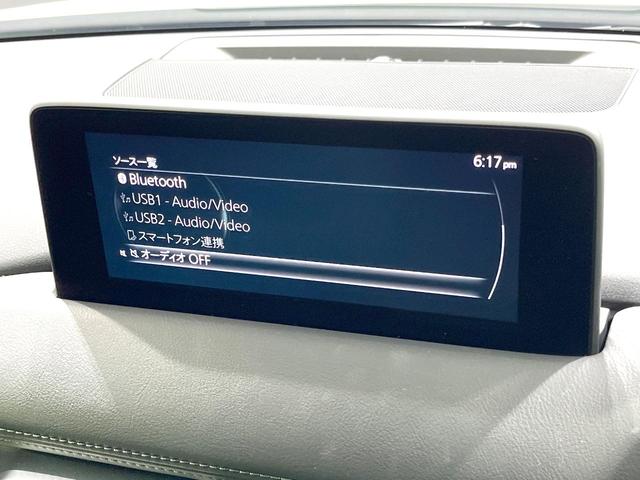 ソース一覧
6:17pm
Bluetooth
USB1 - Audio/Video
USB2 - Audio/Video
スマートフォン連携
オーディオ OFF